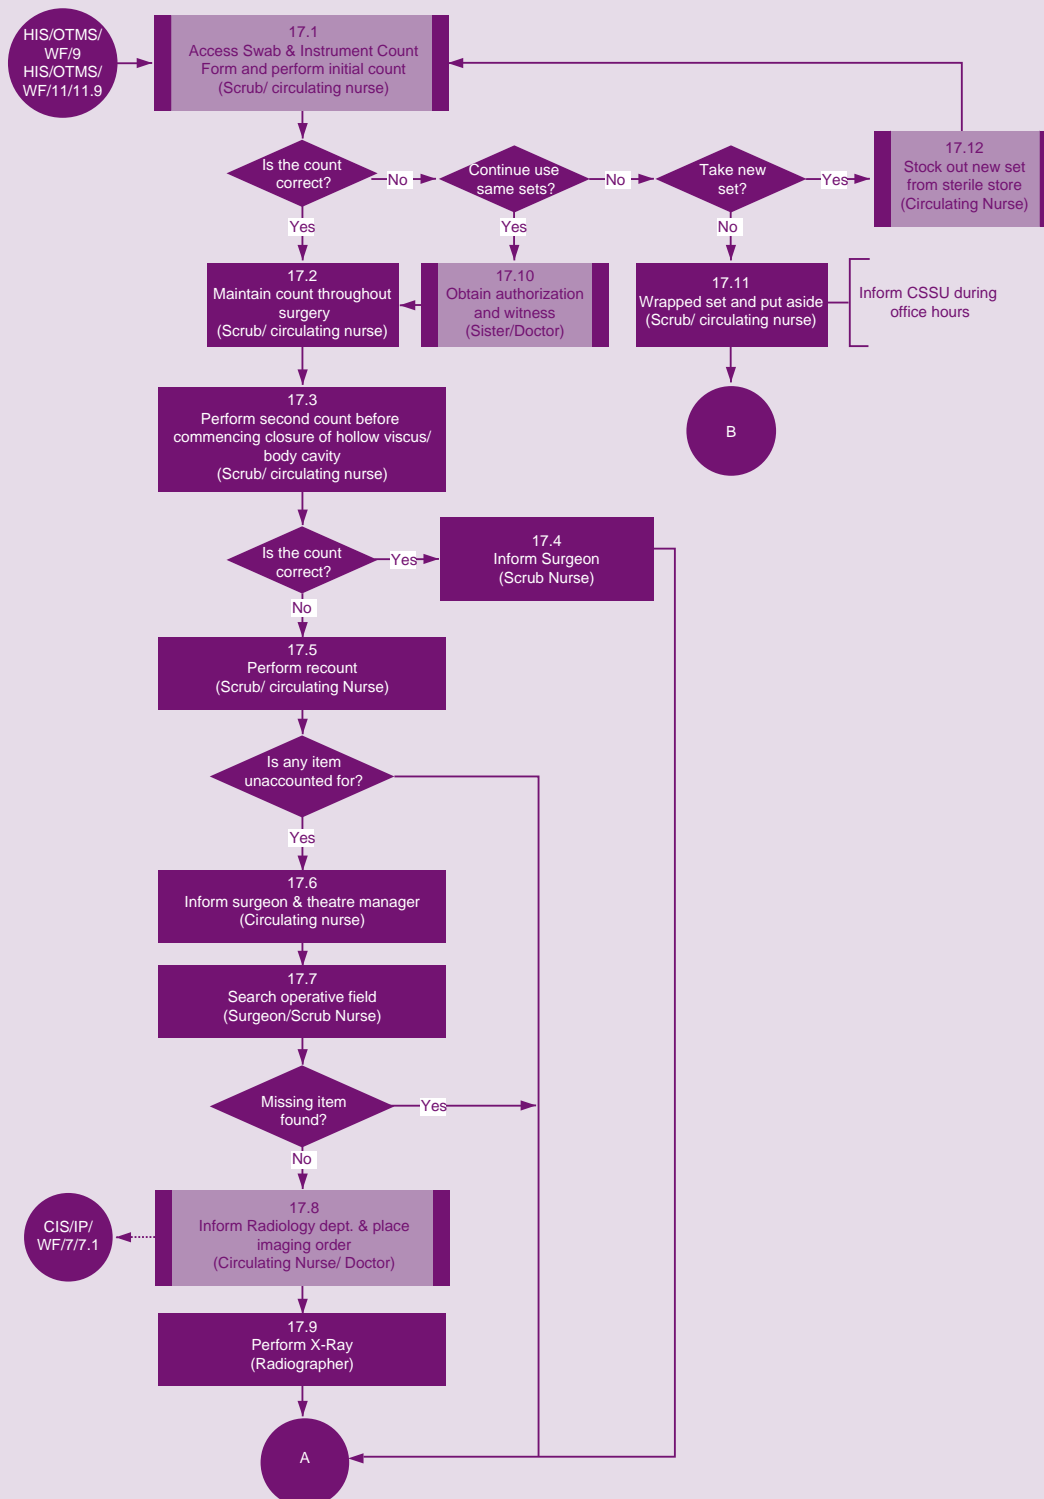 HIS/OTMS/
WF/9
HIS/OTMS/
WF/11/11.9
17.1
Access Swab & Instrument Count
Form and perform initial count
(Scrub/ circulating nurse)
Is the count
correct?
No
Continue use
same sets?
No
Take new
set?
Yes
17.12
Stock out new set
from sterile store
(Circulating Nurse)
Yes
Yes
No
17.2
Maintain count throughout
surgery
(Scrub/ circulating nurse)
17.10
Obtain authorization
and witness
(Sister/Doctor)
17.11
Wrapped set and put aside
(Scrub/ circulating nurse)
Inform CSSU during
office hours
B
17.3
Perform second count before
commencing closure of hollow viscus/
body cavity
(Scrub/ circulating nurse)
Is the count
correct?
Yes
17.4
Inform Surgeon
(Scrub Nurse)
No
17.5
Perform recount
(Scrub/ circulating Nurse)
Is any item
unaccounted for?
Yes
17.6
Inform surgeon & theatre manager
(Circulating nurse)
17.7
Search operative field
(Surgeon/Scrub Nurse)
Missing item
found?
Yes
No
17.8
Inform Radiology dept. & place
imaging order
(Circulating Nurse/ Doctor)
CIS/IP/
WF/7/7.1
17.9
Perform X-Ray
(Radiographer)
A